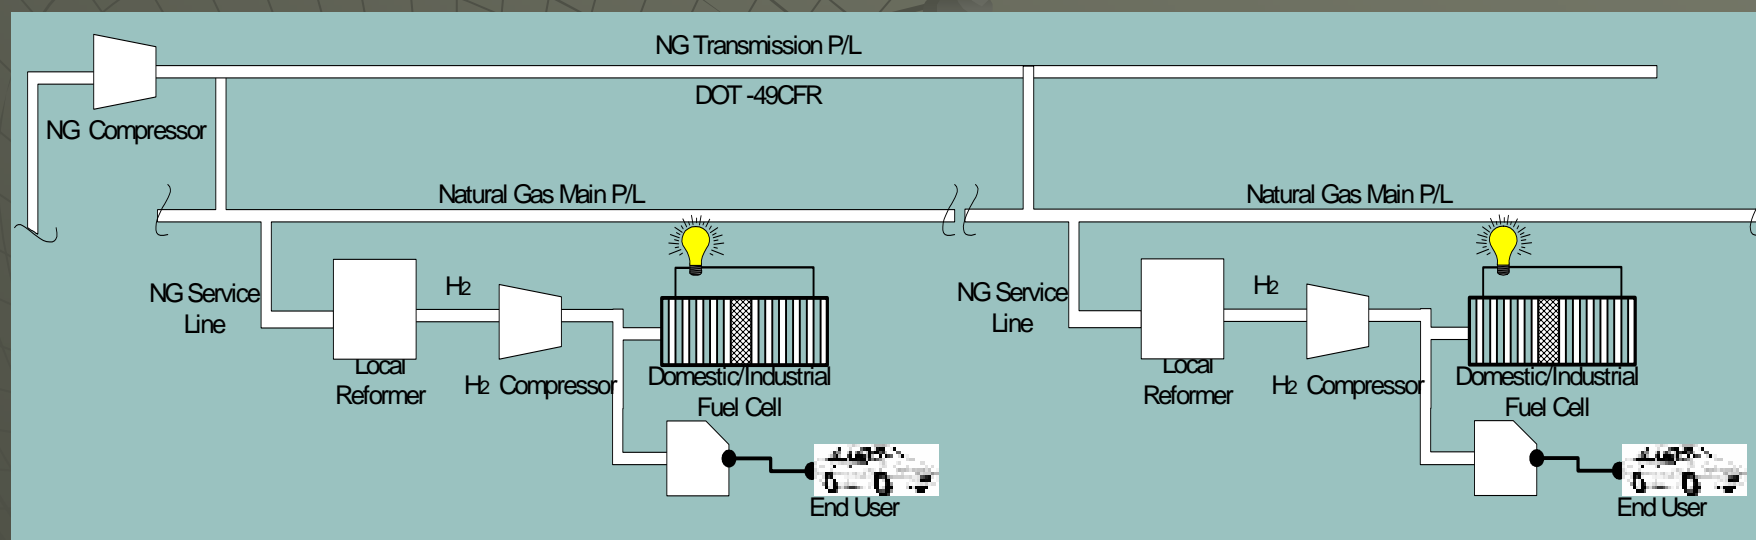 NG Transmission P/L
DOT -49CFR
NG Compressor
Natural Gas Main P/L
Natural Gas Main P/L
NG Service
Line
H2
Local
Reformer
H2 Compressor
Domestic/Industrial
Fuel Cell
End User
NG Service
Line
H2
Local
Reformer
H2 Compressor
Domestic/Industrial
Fuel Cell
End User